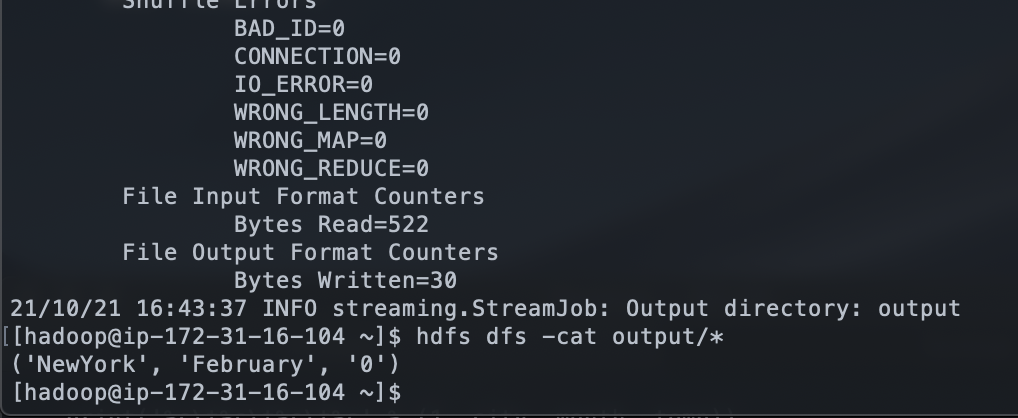 Shuffle Errors
BAD_ID=0
CONNECTION=0
IO_ERROR=0
WRONG_LENGTH=0
WRONG_MAP=0
WRONG_REDUCE=0
File Input Format Counters
Bytes Read=522
File Output Format Counters
Bytes Written=30
21/10/21 16:43:37 INFO streaming.StreamJob: Output directory: output
[[hadoop@ip-172-31-16-104 ~]$ hdfs dfs -cat output/*
('NewYork', 'February', '0')
[hadoop@ip-172-31-16-104 ~]$